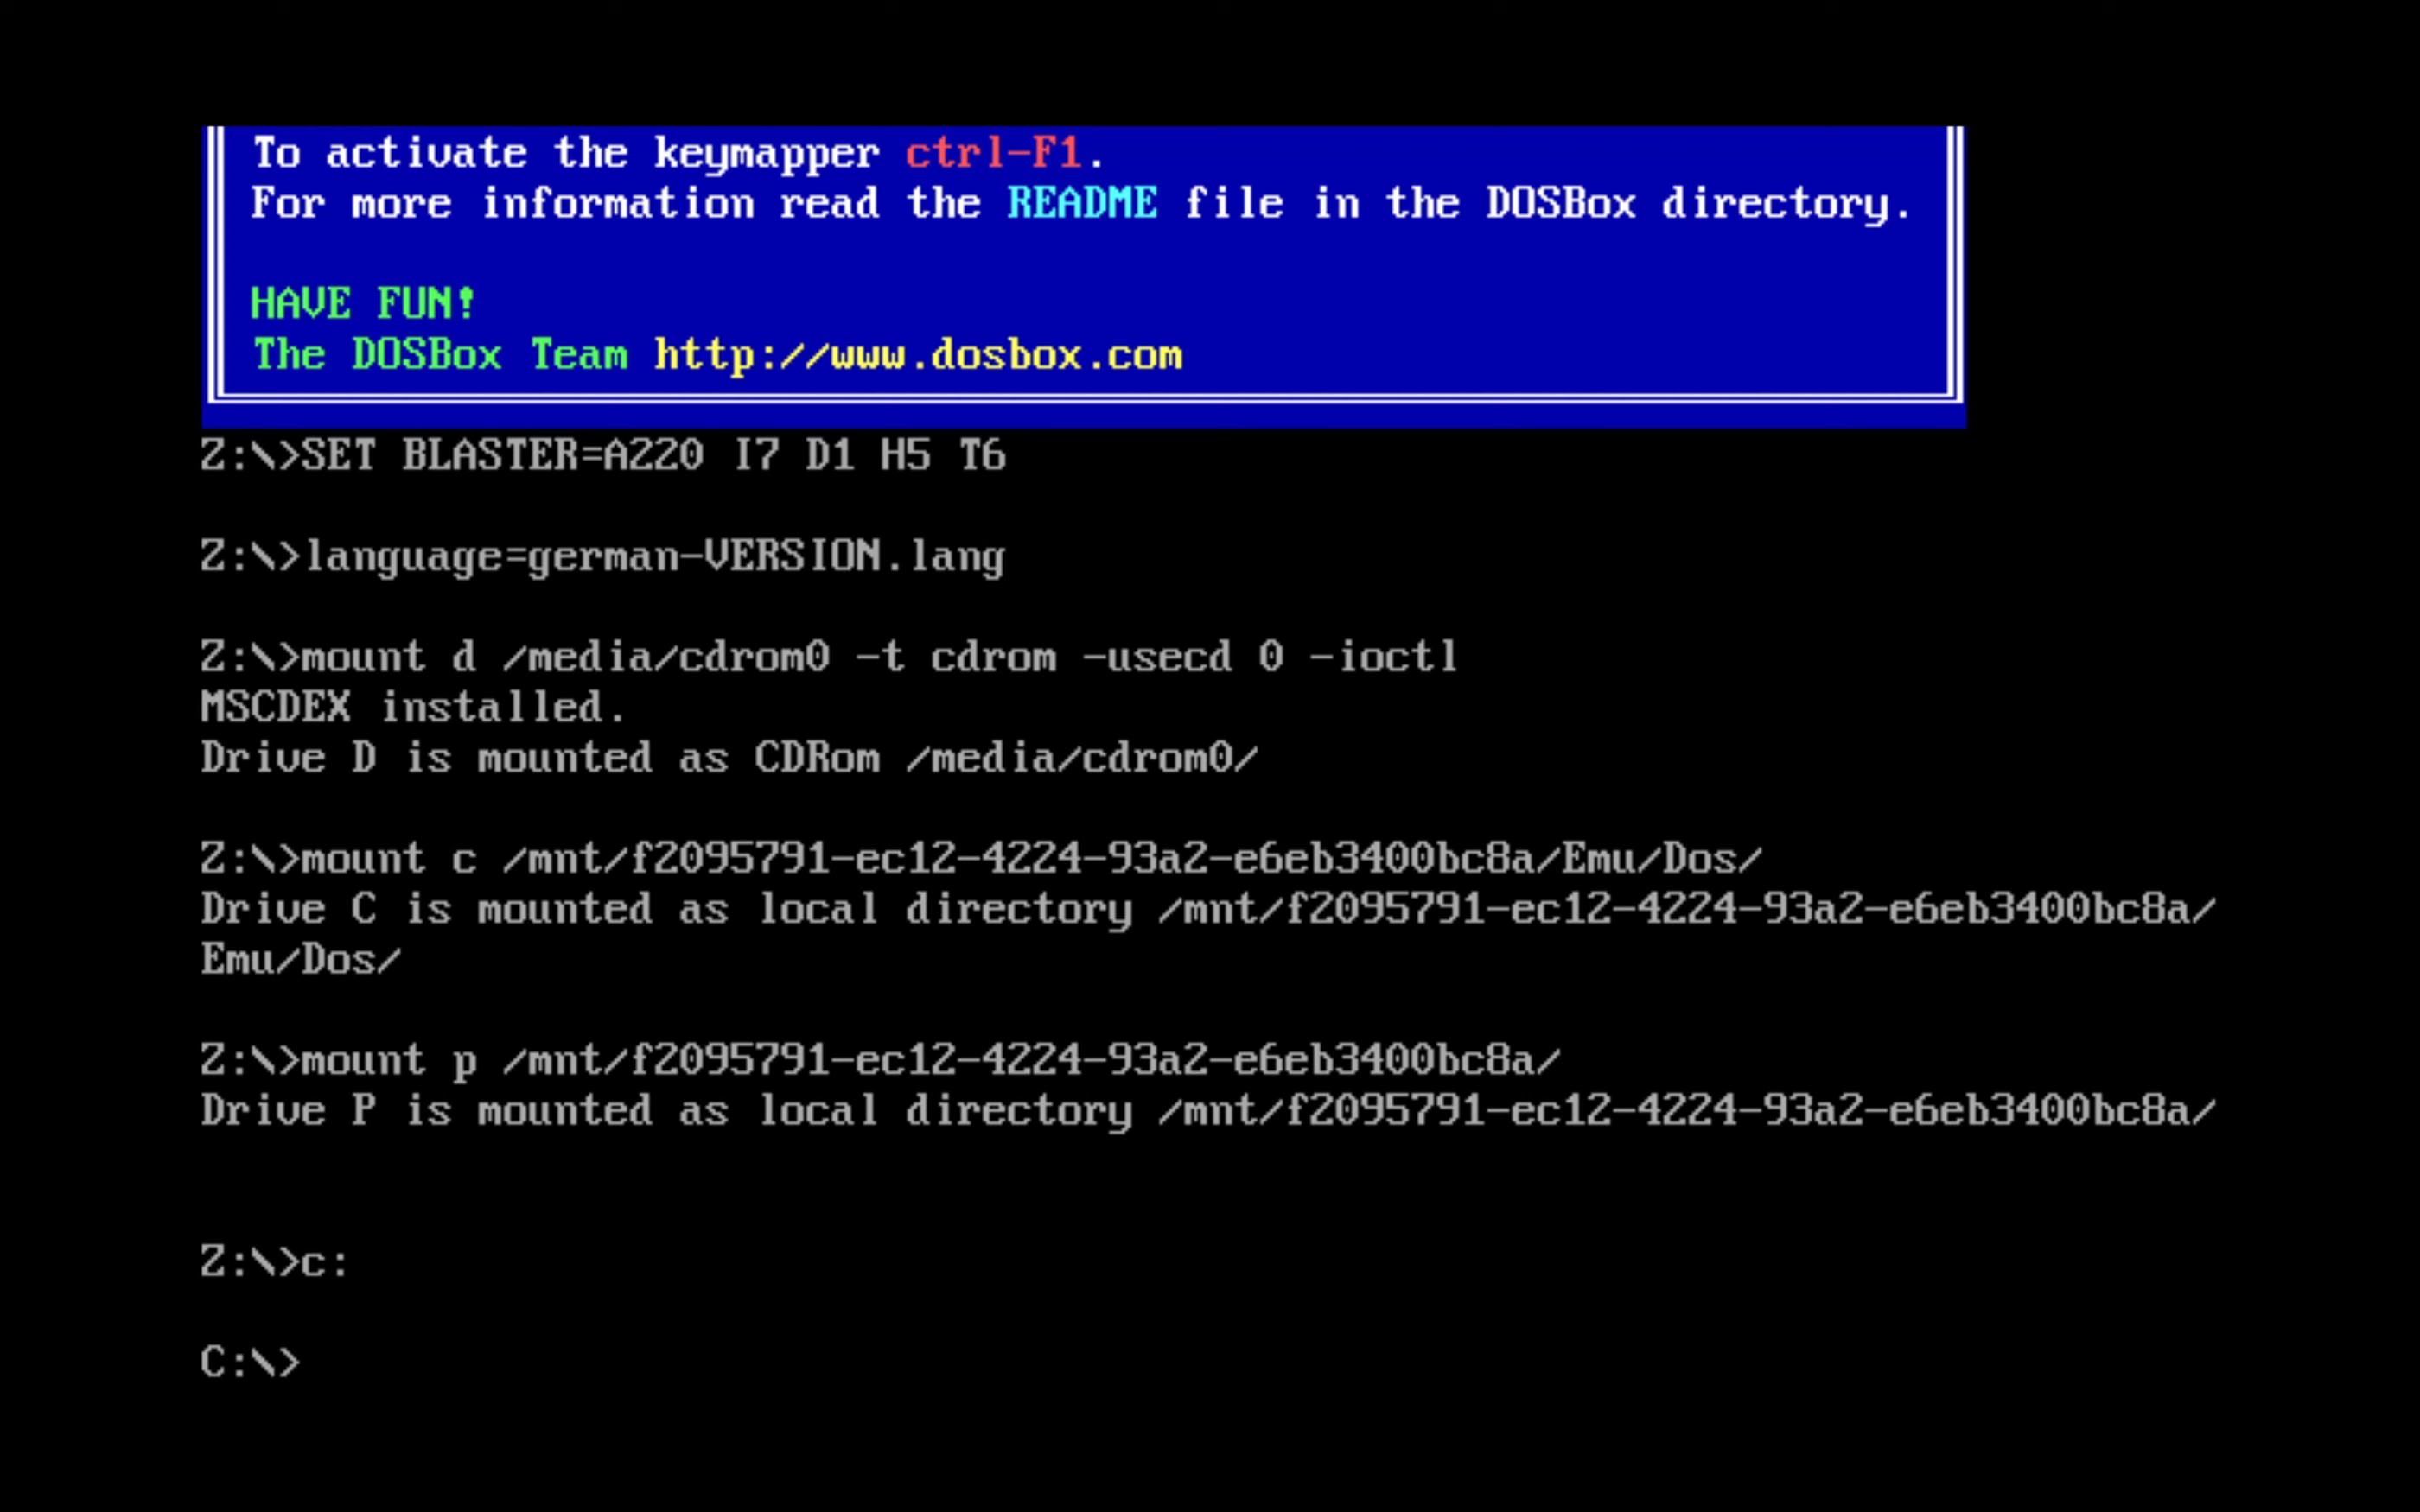 To activate the keymapper ctrl-F1.
For more information read the README file in the DOSBox directory.
HAVE FUN!
The DOSBox Team http://www.dosbox.com
Z:\>SET BLASTER=A220 I7 D1 H5 T6
Z:\>language=german-VERSION.lang
Z:\>mount d /media/cdrom0 -t cdrom -usecd 0 -ioctl
MSCDEX installed.
Drive D is mounted as CDRom /media/cdrom0/
Z:\>mount c /mnt/f2095791-ec12-4224-93a2-e6eb3400bc8a/Emu/Dos/
Drive C is mounted as local directory /mnt/f2095791-ec12-4224-93a2-e6eb3400bc8a/
Emu/Dos/
Z:\>mount p /mnt/f2095791-ec12-4224-93a2-e6eb3400bc8a/
Drive P is mounted as local directory /mnt/f2095791-ec12-4224-93a2-e6eb3400bc8a/
Z:\>c:
C:\>